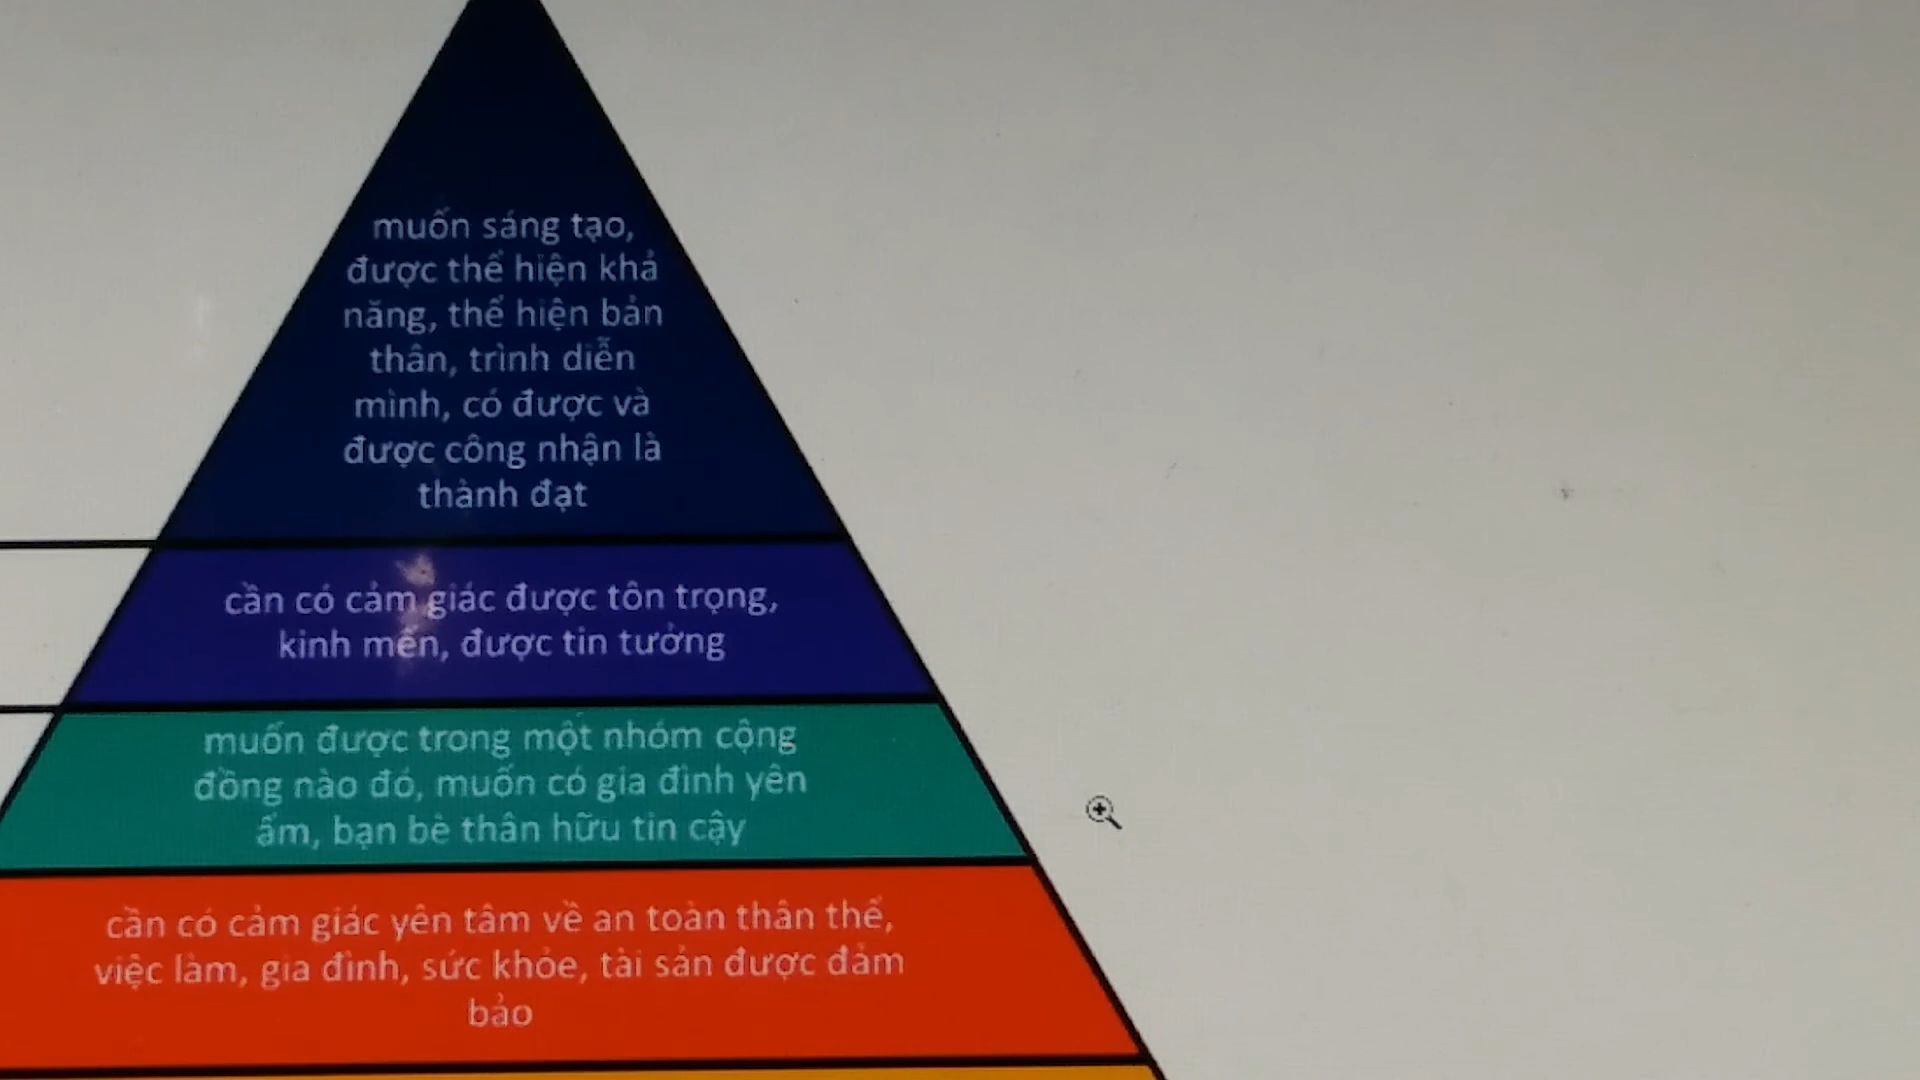 muốn sáng tạo,
được thể hiện khả
năng, thể hiện bản
thân, trình diễn
mình, có được và
được công nhận là
thành đạt
cần có cảm giác được tôn trọng,
kinh mến, được tin tưởng
muốn được trong một nhóm cộng
đồng nào đó, muốn có gia đình yên
ấm, bạn bè thân hữu tin cậy
cần có cảm giác yên tâm về an toàn thân thể,
việc làm, gia đình, sức khỏe, tài sản được đảm
bảo